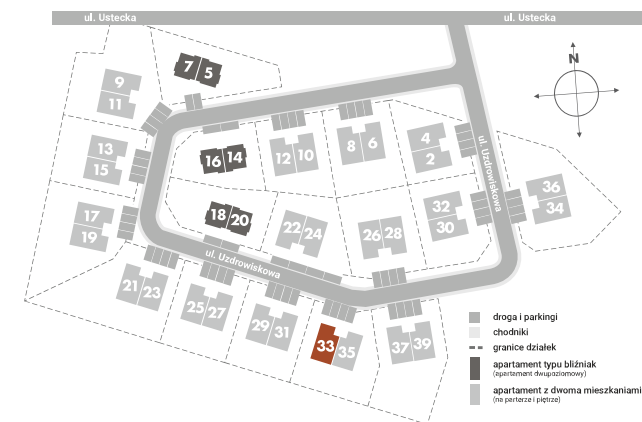 ul. Ustecka
ul. Ustecka
N
7 5
9
11
13
15
16 14
12 10
8 6
4
2
ul. Uzdrowiskowa
36
34
17
19
18 20
22 24
26 28
32
30
ul. Uzdrowiskowa
21 23
25 27
29 31
33 35
37 39
droga i parkingi
chodniki
granice działek
apartament typu bliźniak
(apartament dwupoziomowy)
apartament z dwoma mieszkaniami
(na parterze i piętrze)